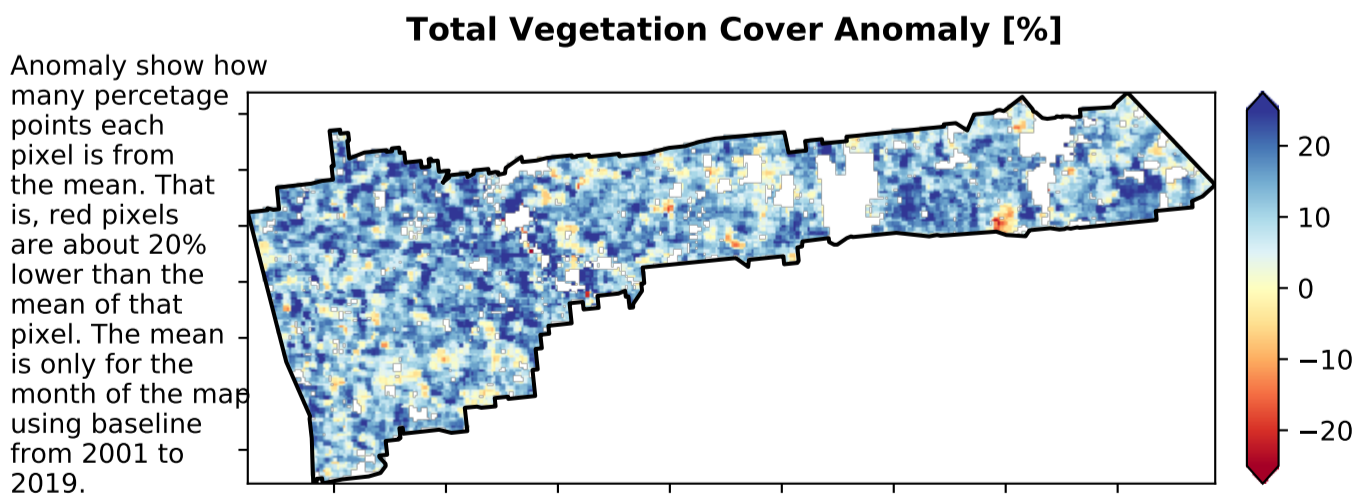 Total Vegetation Cover Anomaly [%]
Anomaly show how
many percetage
points each
pixel is from
the mean. That
is, red pixels
are about 20%
lower than the
mean of that
pixel. The mean
is only for the
month of the map
using baseline
from 2001 to
2019.
20
10
0
−10
−20